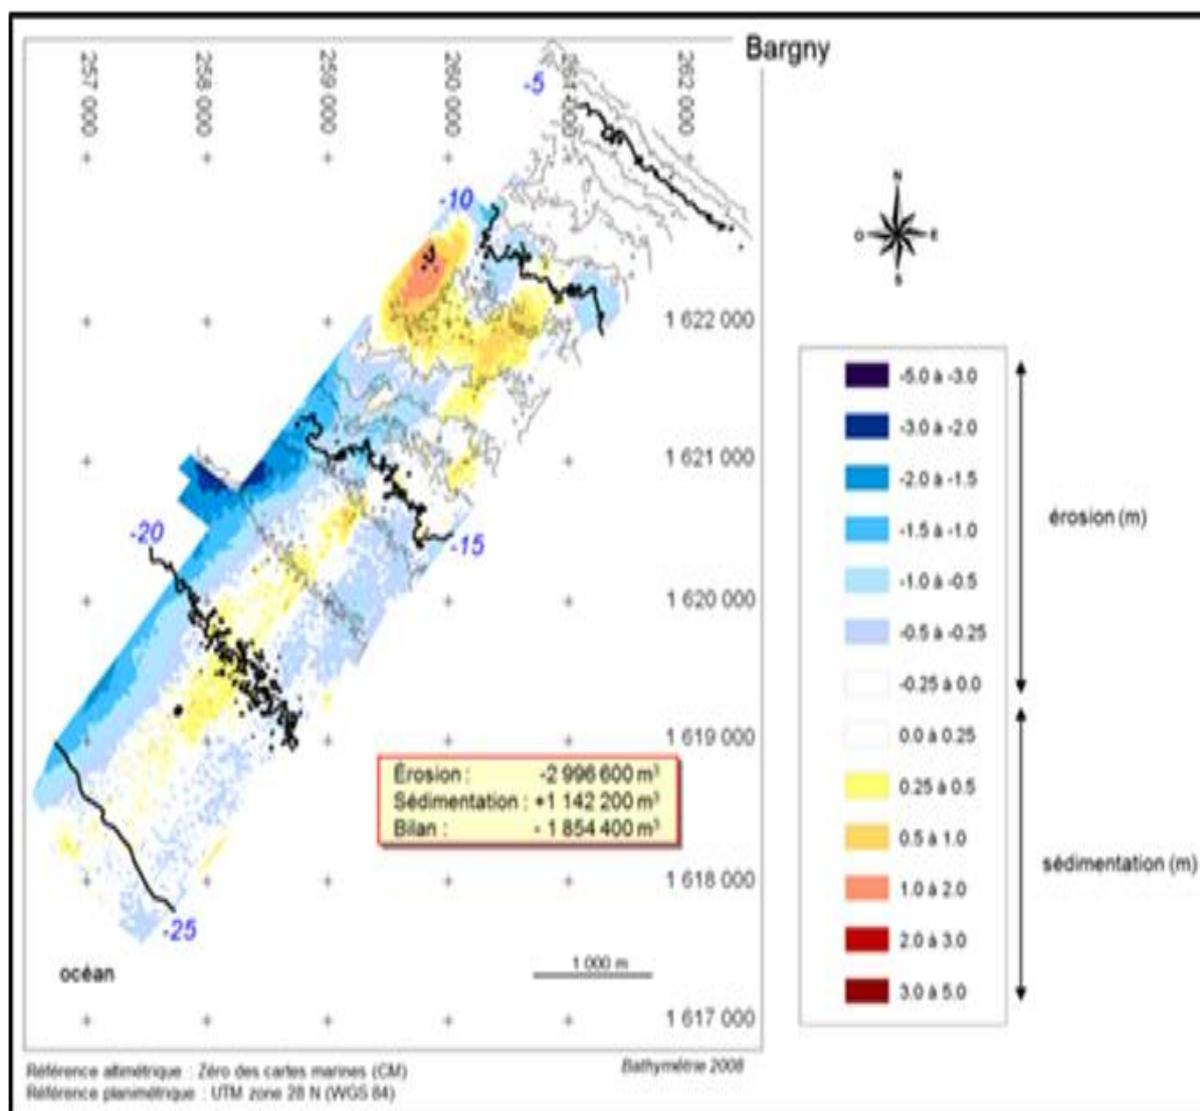 Bargny
257 000
258 000
259 000
260 000
261 000
262 000
-5
-10
-15
-20
-25
N
O
E
S
1 622 000
1 621 000
1 620 000
1 619 000
1 618 000
1 617 000
-5.0 à -3.0
-3.0 à -2.0
-2.0 à -1.5
-1.5 à -1.0
-1.0 à -0.5
-0.5 à -0.25
-0.25 à 0.0
0.0 à 0.25
0.25 à 0.5
0.5 à 1.0
1.0 à 2.0
2.0 à 3.0
3.0 à 5.0
érosion (m)
sédimentation (m)
Érosion : -2 996 600 m³
Sédimentation : +1 142 200 m³
Bilan : - 1 854 400 m³
océan
1 000 m
Bathymétrie 2008
Référence altimétrique : Zéro des cartes marines (CM)
Référence planimétrique : UTM zone 28 N (WGS 84)